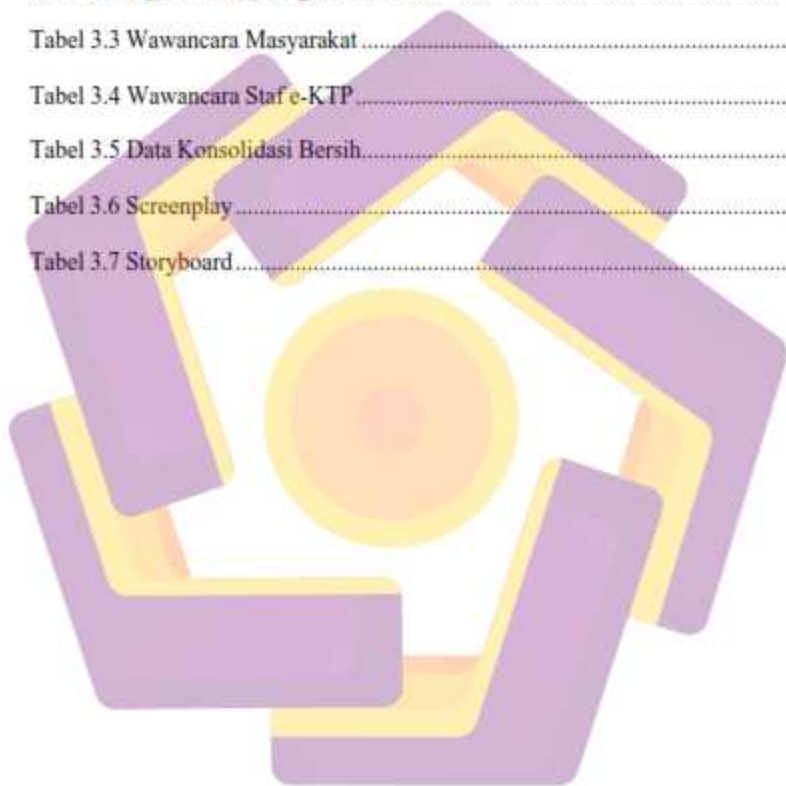 Tabel 3.3 Wawancara Masyarakat ........................................................................
Tabel 3.4 Wawancara Staf e-KTP ........................................................................
Tabel 3.5 Data Konsolidasi Bersih........................................................................
Tabel 3.6 Screenplay ............................................................................................
Tabel 3.7 Storyboard ............................................................................................